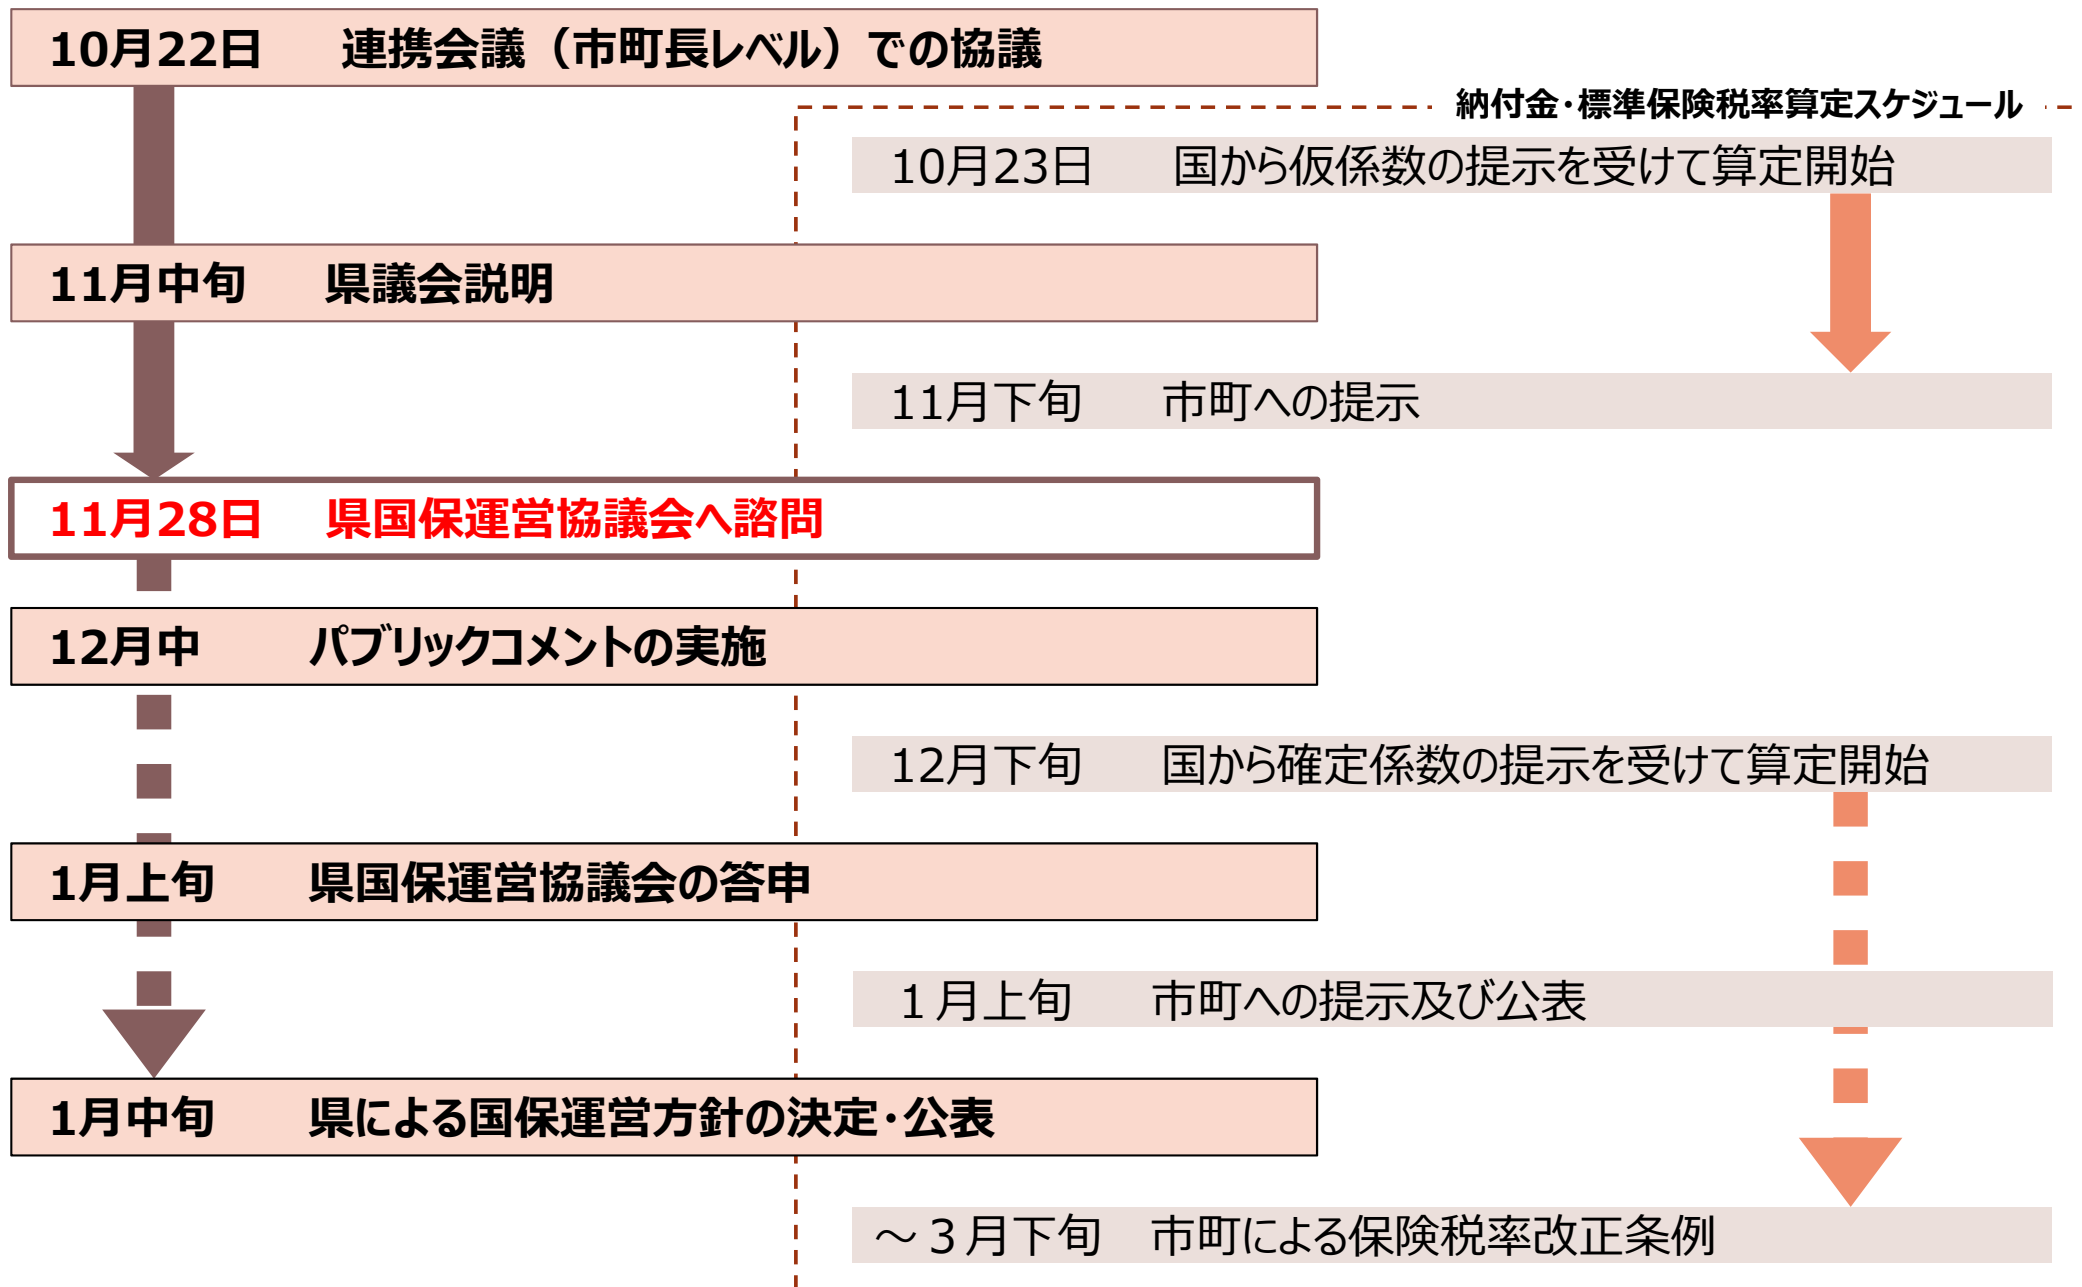 10月22日　連携会議（市町長レベル）での協議
納付金・標準保険税率算定スケジュール
10月23日　国から仮係数の提示を受けて算定開始
11月中旬　県議会説明
11月下旬　市町への提示
11月28日　県国保運営協議会へ諮問
12月中　パブリックコメントの実施
12月下旬　国から確定係数の提示を受けて算定開始
1月上旬　県国保運営協議会の答申
１月上旬　市町への提示及び公表
1月中旬　県による国保運営方針の決定・公表
～３月下旬　市町による保険税率改正条例